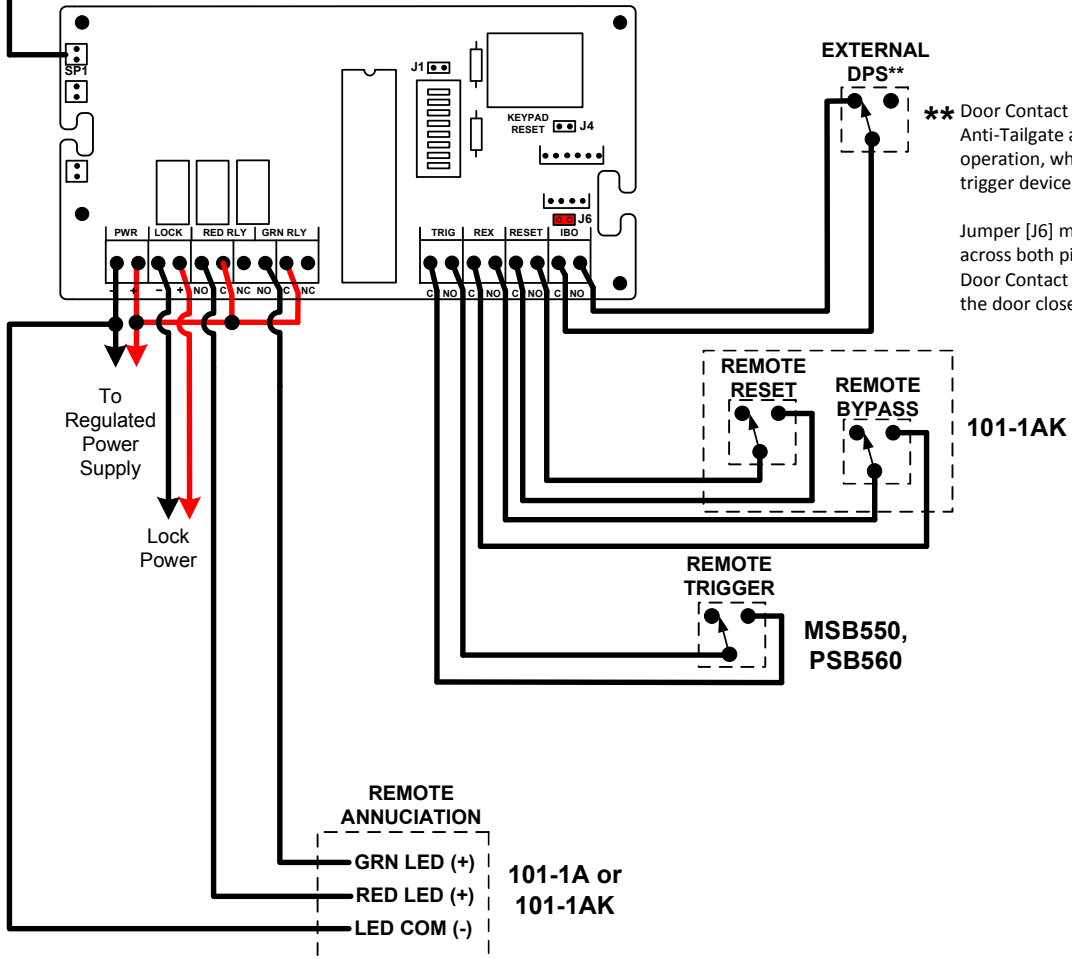 SP1
J1
KEYPAD
RESET
J4
J6
PWR LOCK RED RLY GRN RLY
- + - + NO C NC NO C NC
TRIG REX RESET IBO
C NO C NO C NO C NO
EXTERNAL
DPS**
** Door Contact
Anti-Tailgate a
operation, wh
trigger device
Jumper [J6] m
across both pi
Door Contact
the door close
To
Regulated
Power
Supply
Lock
Power
REMOTE
RESET
REMOTE
BYPASS
101-1AK
REMOTE
TRIGGER
MSB550,
PSB560
REMOTE
ANNUCIATION
GRN LED (+)
RED LED (+)
LED COM (-)
101-1A or
101-1AK